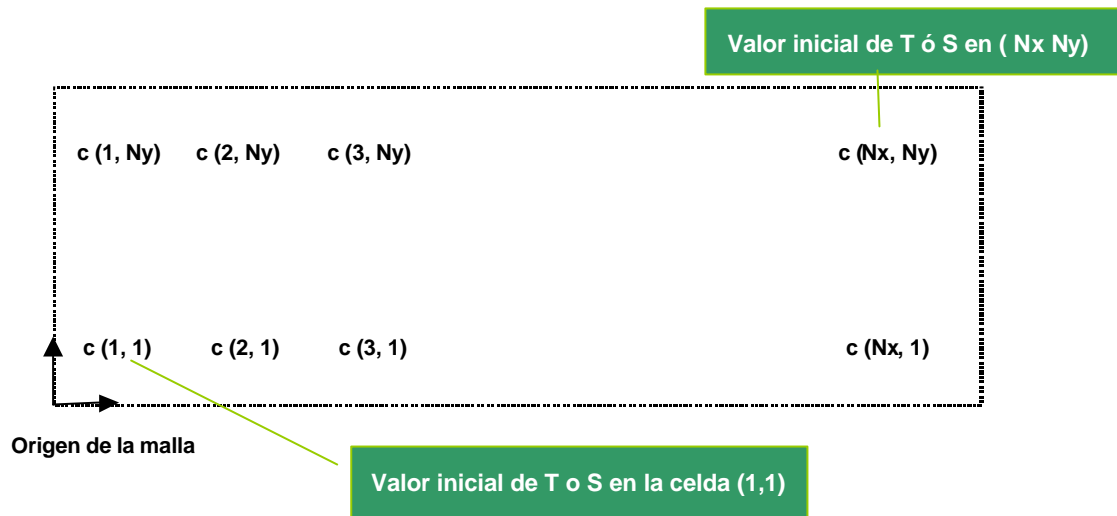 Valor inicial de T ó S en ( Nx Ny)
c (1, Ny) c (2, Ny) c (3, Ny) c (Nx, Ny)
c (1, 1) c (2, 1) c (3, 1) c (Nx, 1)
Origen de la malla
Valor inicial de T o S en la celda (1,1)